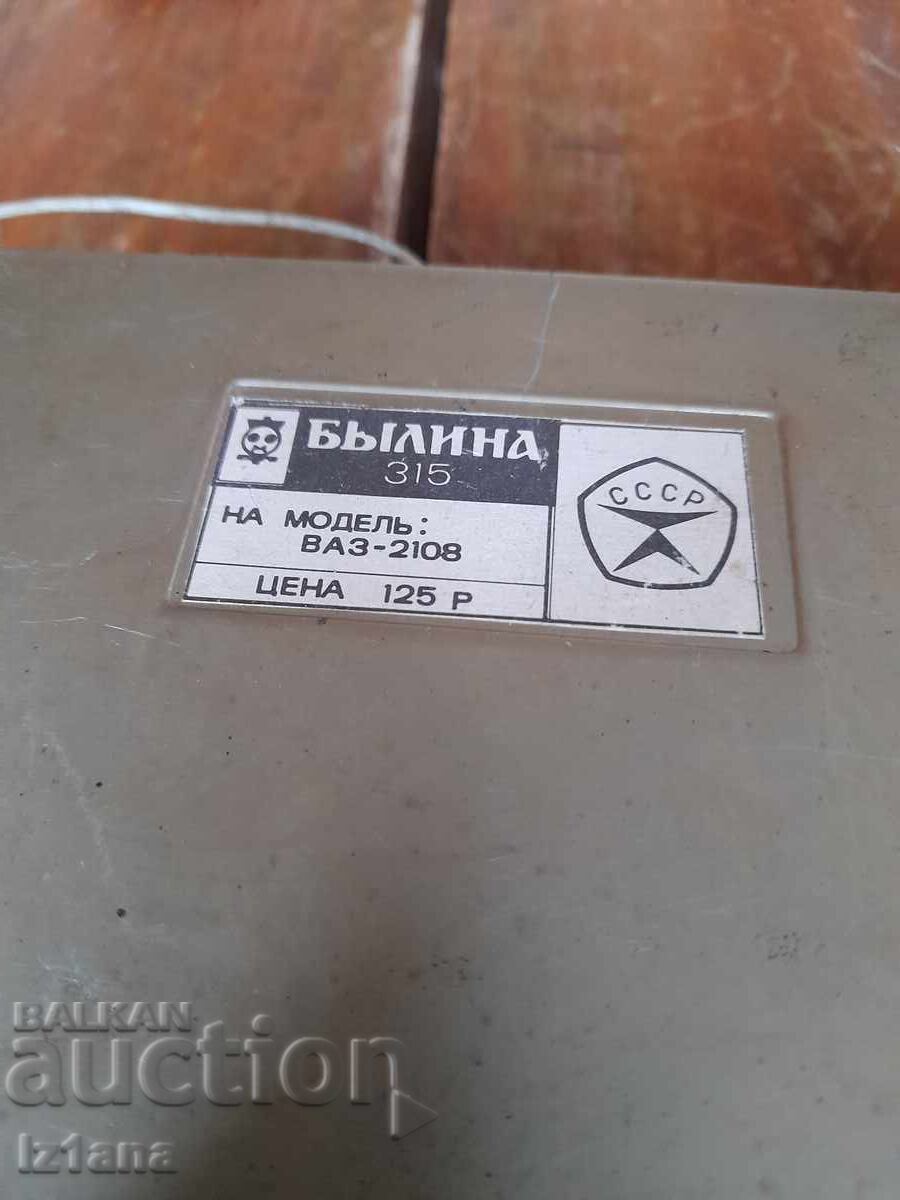 БЫЛИНА
315
НА МОДЕЛЬ:
ВАЗ-2108
ЦЕНА 125 Р
СССР
BALKAN
auction
Iz1ana